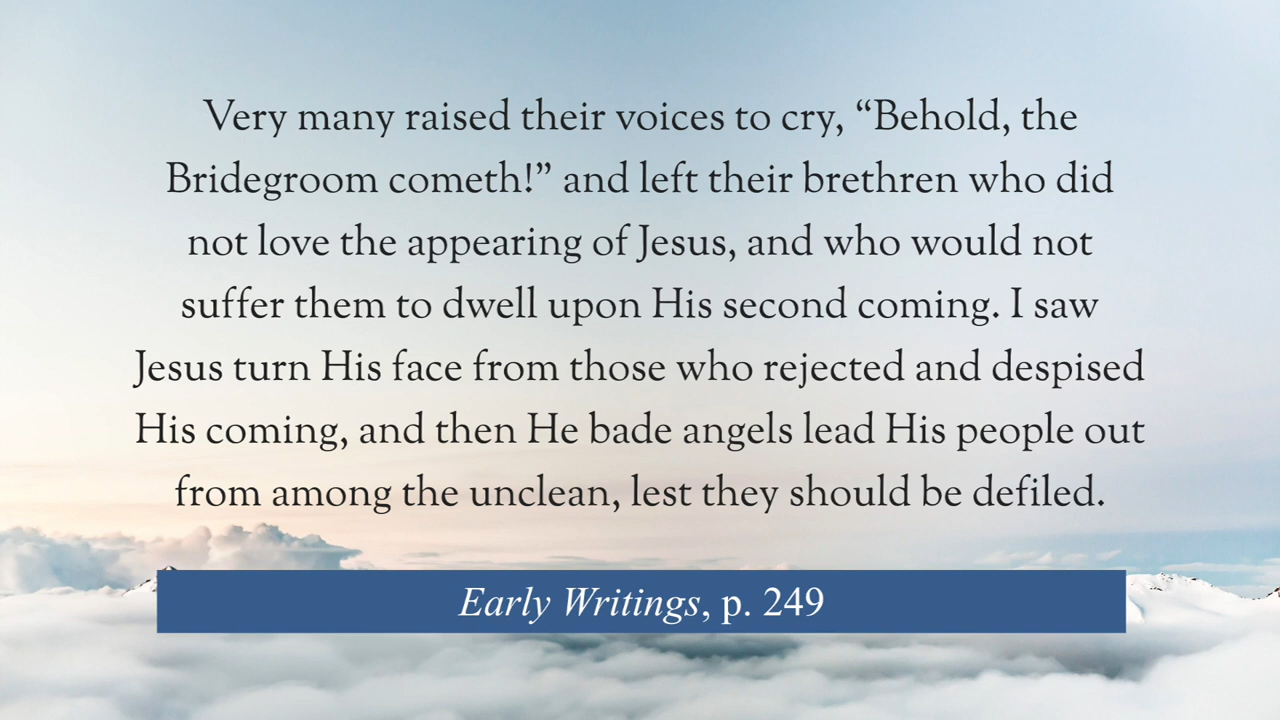 Very many raised their voices to cry, “Behold, the
Bridegroom cometh!” and left their brethren who did
not love the appearing of Jesus, and who would not
suffer them to dwell upon His second coming. I saw
Jesus turn His face from those who rejected and despised
His coming, and then He bade angels lead His people out
from among the unclean, lest they should be defiled.
Early Writings, p. 249